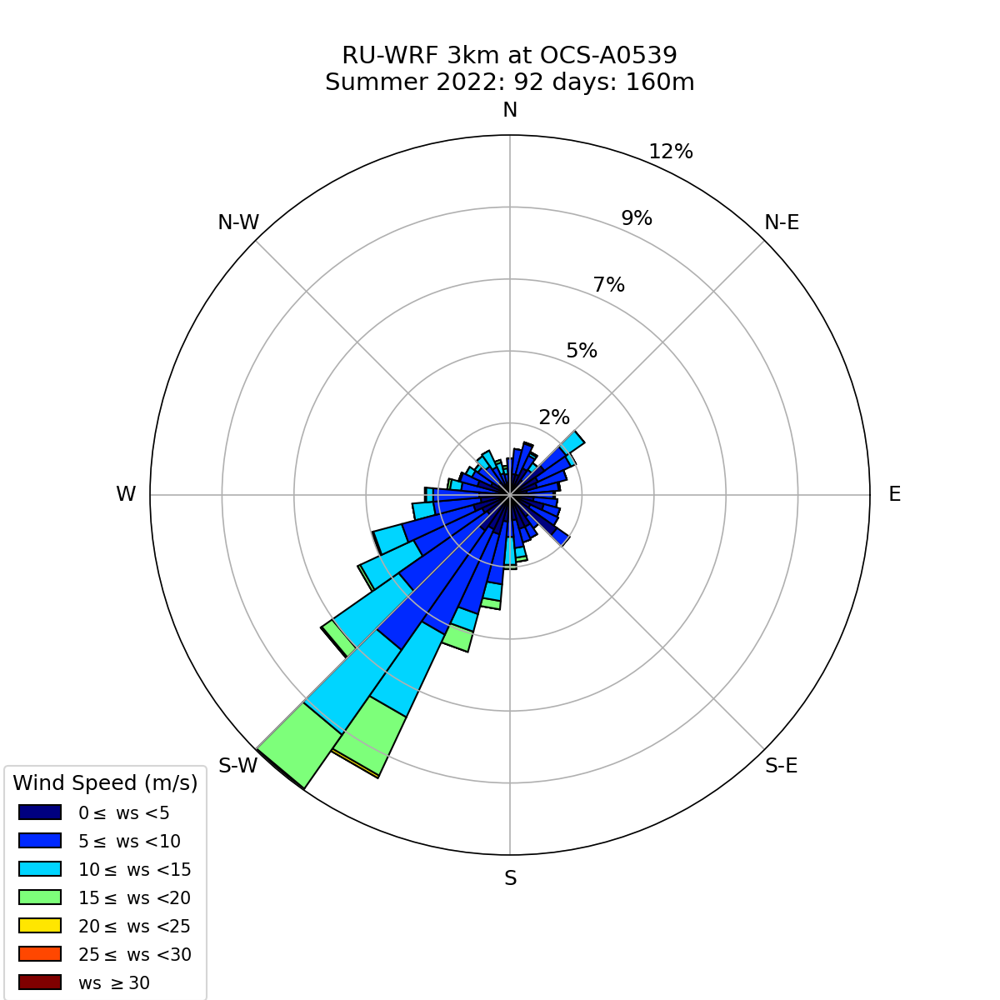 RU-WRF 3km at OCS-A0539
Summer 2022: 92 days: 160m
N
12%
N-W
N-E
9%
7%
5%
2%
W
E
S-W
S-E
S
Wind Speed (m/s)
0≤ ws <5
5≤ ws <10
10≤ ws <15
15≤ ws <20
20≤ ws <25
25≤ ws <30
ws ≥30